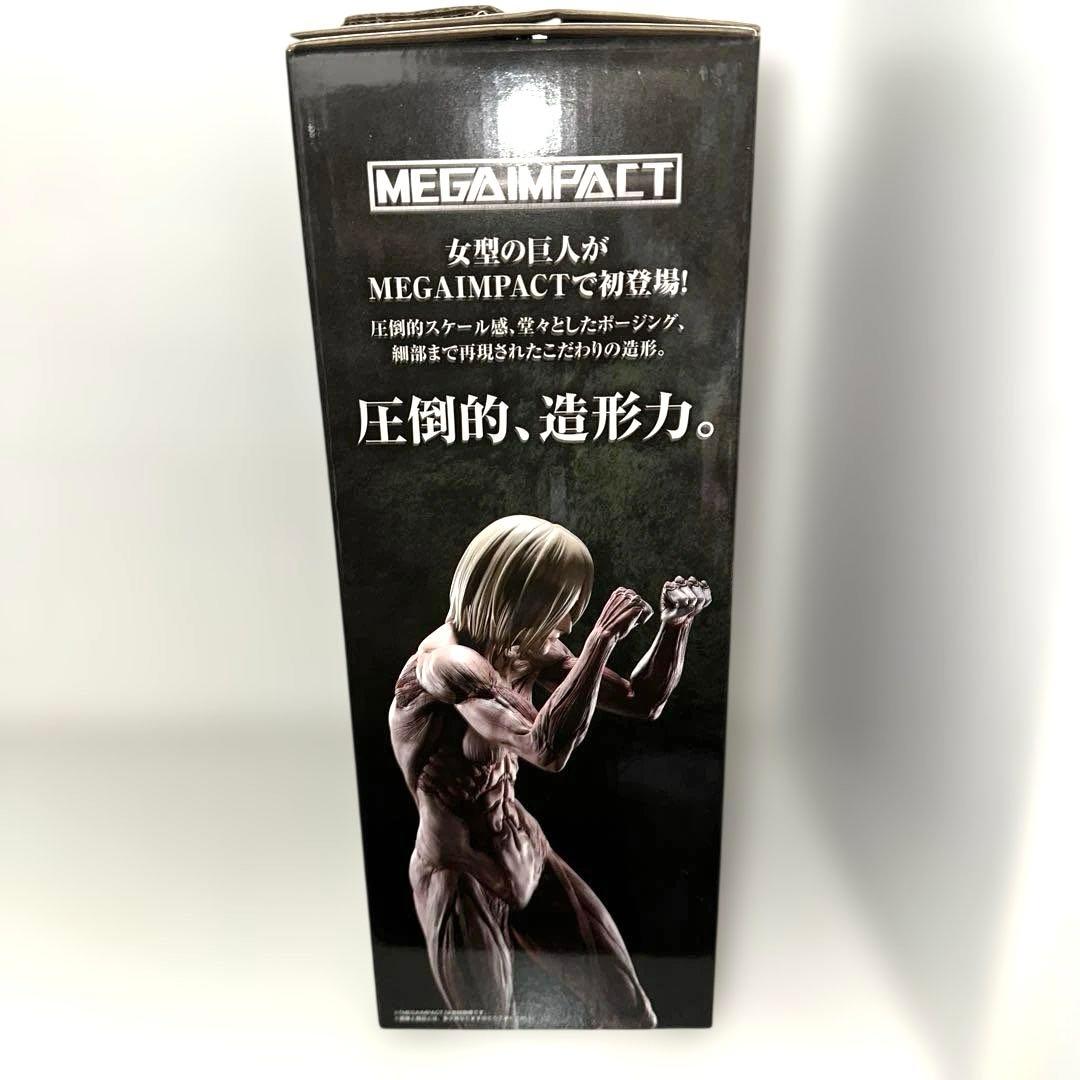 MEGAIMPACT
女型の巨人が
MEGAIMPACTで初登場!
圧倒的スケール感、堂々としたポージング、
細部まで再現されたこだわりの造形。
圧倒的、造形力。